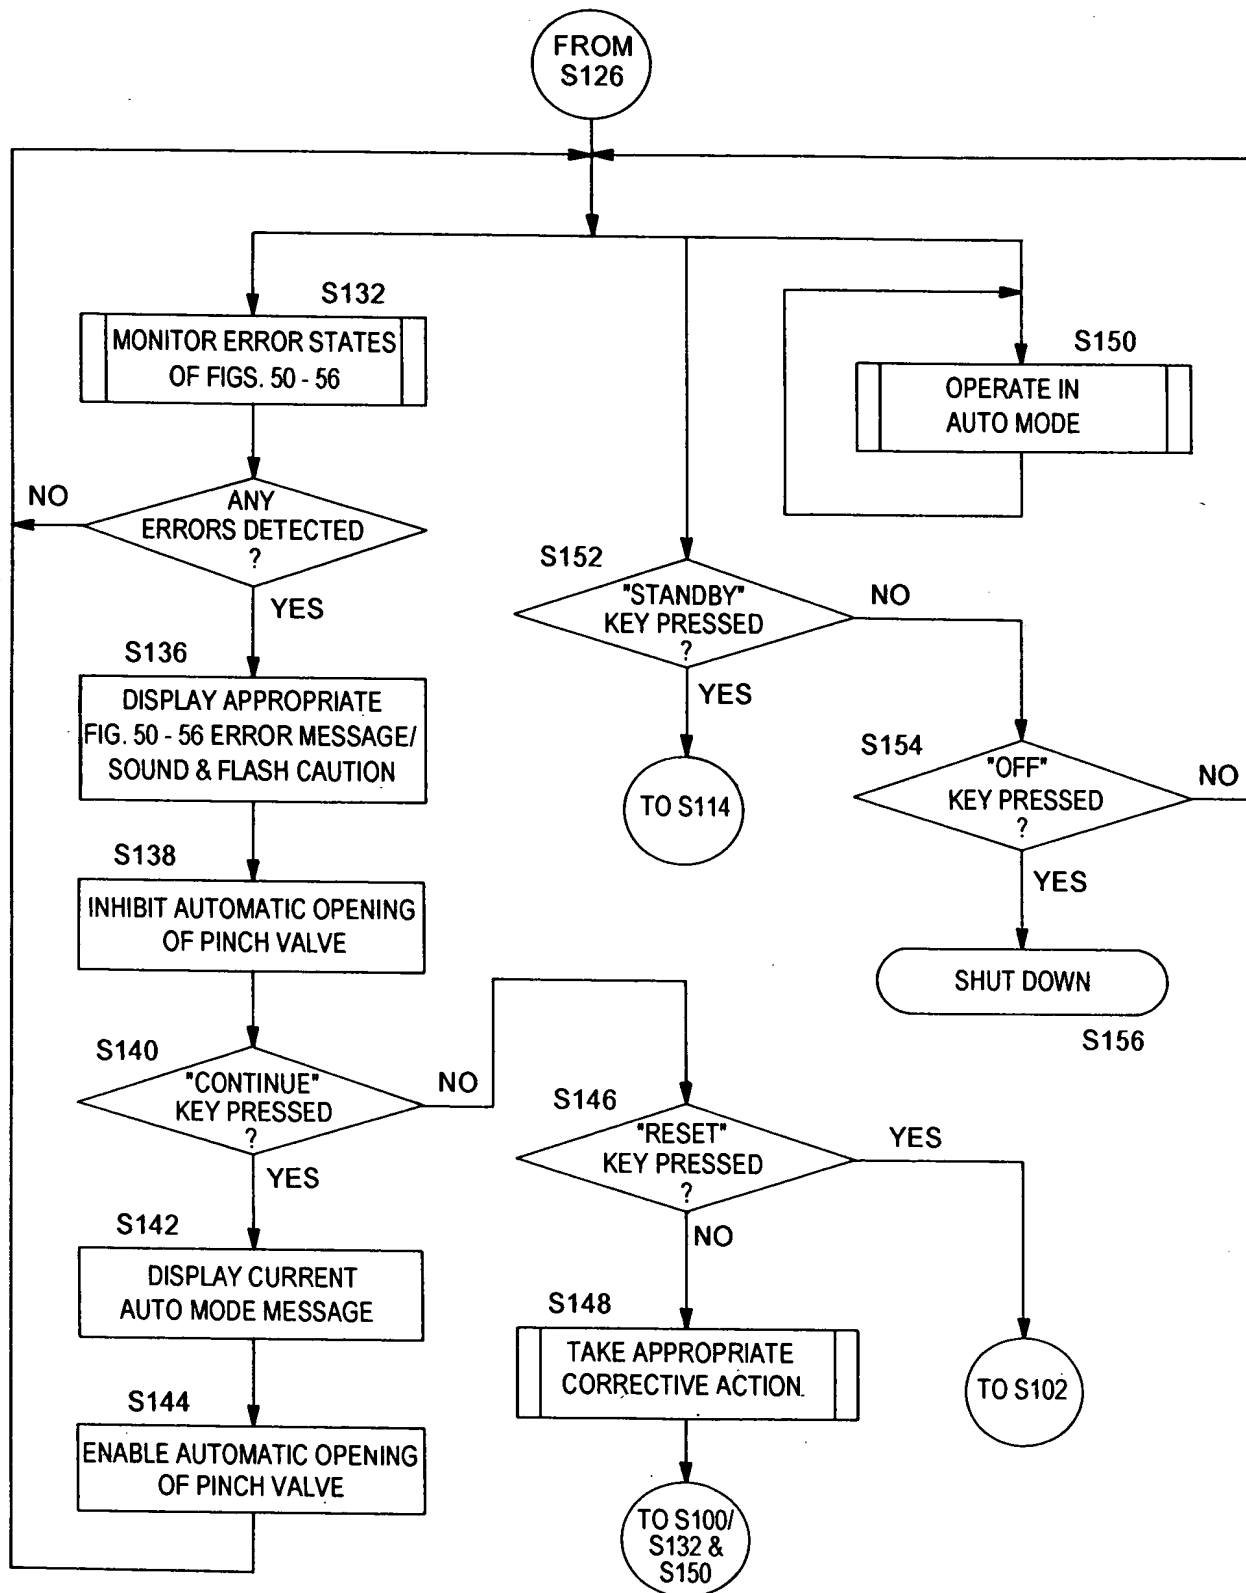 FROM
S126
S132
MONITOR ERROR STATES
OF FIGS. 50 - 56
S150
OPERATE IN
AUTO MODE
NO
ANY
ERRORS DETECTED
?
YES
S152
"STANDBY"
KEY PRESSED
?
NO
YES
S136
DISPLAY APPROPRIATE
FIG. 50 - 56 ERROR MESSAGE/
SOUND & FLASH CAUTION
TO S114
S154
"OFF"
KEY PRESSED
?
NO
YES
S138
INHIBIT AUTOMATIC OPENING
OF PINCH VALVE
SHUT DOWN
S156
S140
"CONTINUE"
KEY PRESSED
?
NO
YES
S146
"RESET"
KEY PRESSED
?
YES
NO
S142
DISPLAY CURRENT
AUTO MODE MESSAGE
S148
TAKE APPROPRIATE
CORRECTIVE ACTION.
TO S102
S144
ENABLE AUTOMATIC OPENING
OF PINCH VALVE
TO S100/
S132 &
S150